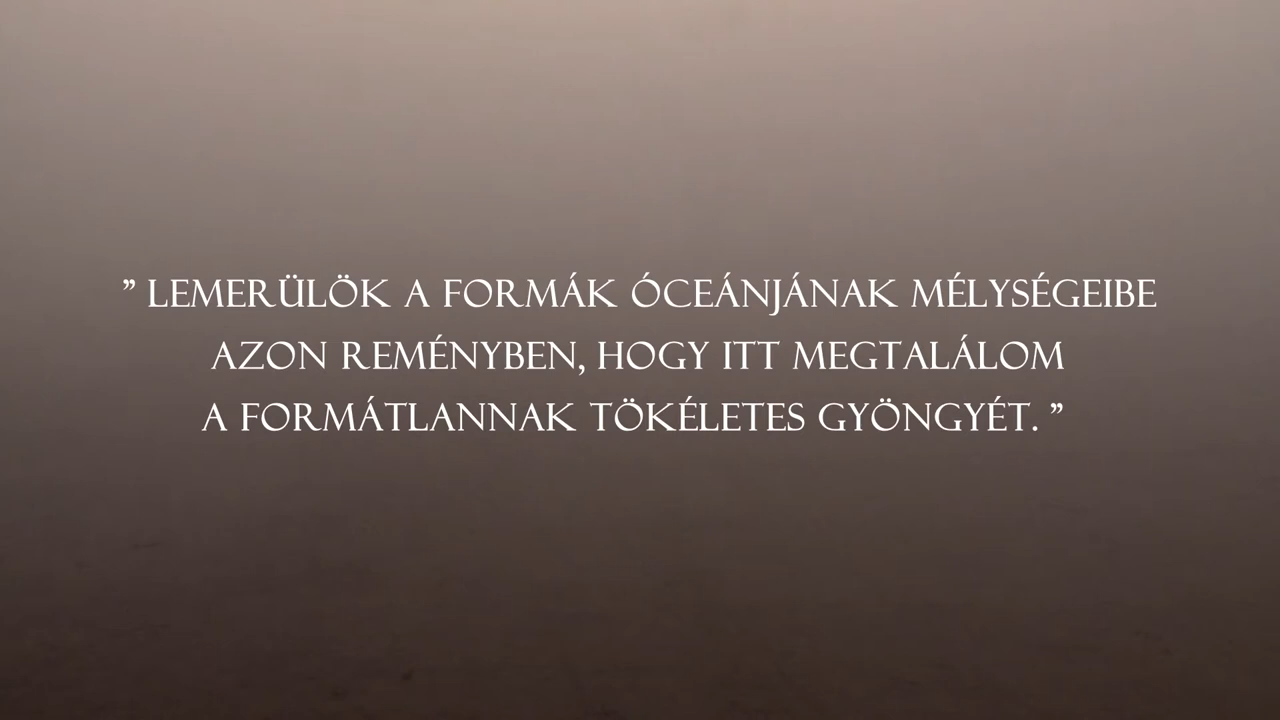 ” LEMERÜLÖK A FORMÁK ÓCEÁNJÁNAK MÉLYSÉGEIBE
AZON REMÉNYBEN, HOGY ITT MEGTALÁLOM
A FORMÁTLANNAK TÖKÉLETES GYÖNGYÉT. ”